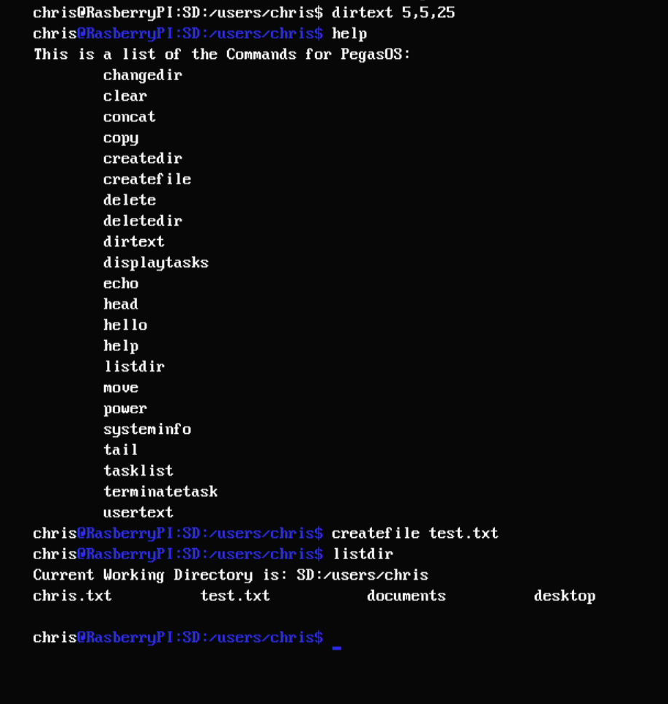 chris@RasberryPI:SD:/users/chris$ dirtext 5,5,25
chris@RasberryPI:SD:/users/chris$ help
This is a list of the Commands for PegasOS:
changedir
clear
concat
copy
createdir
createfile
delete
deletedir
dirtext
displaytasks
echo
head
hello
help
listdir
move
power
systeminfo
tail
tasklist
terminatetask
usertext
chris@RasberryPI:SD:/users/chris$ createfile test.txt
chris@RasberryPI:SD:/users/chris$ listdir
Current Working Directory is: SD:/users/chris
chris.txt test.txt documents desktop
chris@RasberryPI:SD:/users/chris$ _